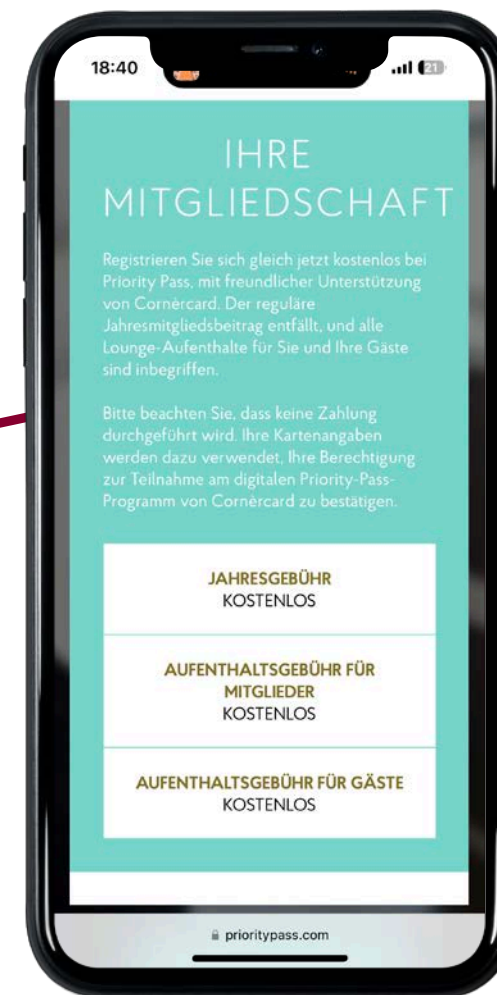 18:40
21
IHRE
MITGLIEDSCHAFT
Registrieren Sie sich gleich jetzt kostenlos bei
Priority Pass, mit freundlicher Unterstützung
von Cornèrcard. Der reguläre
Jahresmitgliedsbeitrag entfällt, und alle
Lounge-Aufenthalte für Sie und Ihre Gäste
sind inbegriffen.
Bitte beachten Sie, dass keine Zahlung
durchgeführt wird. Ihre Kartenangaben
werden dazu verwendet, Ihre Berechtigung
zur Teilnahme am digitalen Priority-Pass-
Programm von Cornèrcard zu bestätigen.
JAHRESGEBÜHR
KOSTENLOS
AUFENTHALTSGEBÜHR FÜR
MITGLIEDER
KOSTENLOS
AUFENTHALTSGEBÜHR FÜR GÄSTE
KOSTENLOS
prioritypass.com